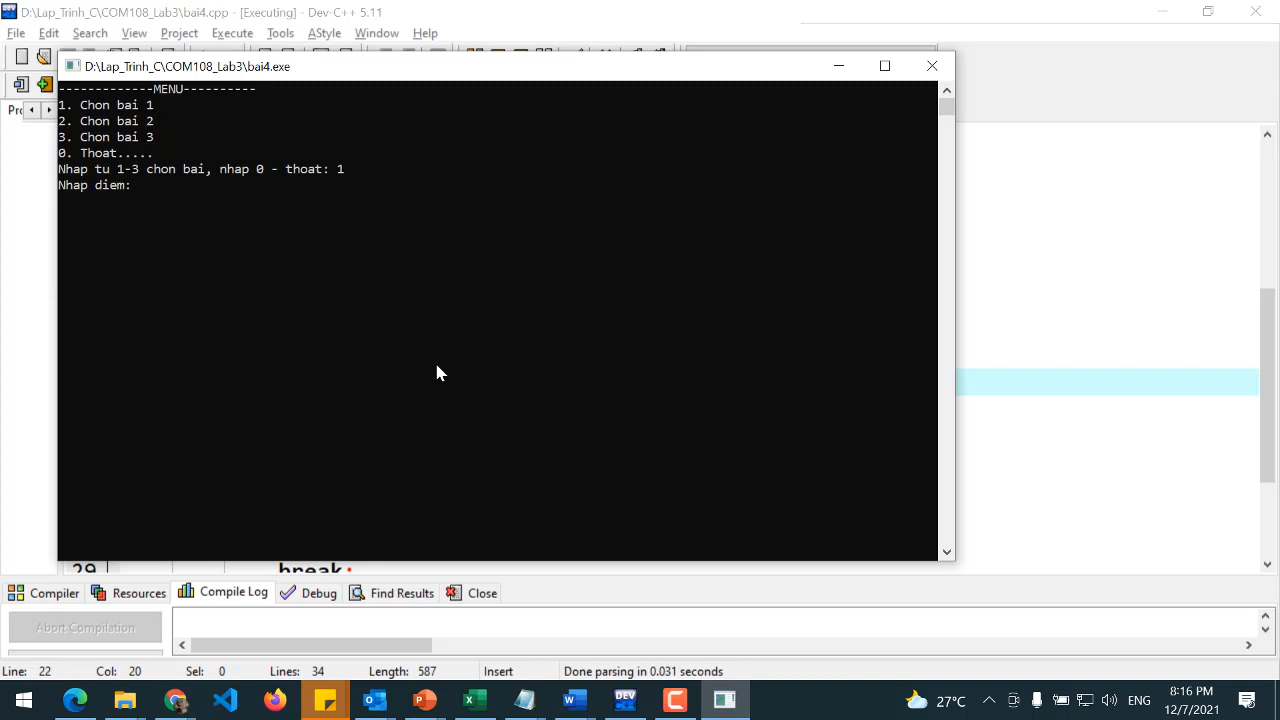 D:\Lap_Trinh_C\COM108_Lab3\bai4.cpp - [Executing] - Dev-C++ 5.11
File Edit Search View Project Execute Tools AStyle Window Help
D:\Lap_Trinh_C\COM108_Lab3\bai4.exe
-------------MENU----------
1. Chon bai 1
2. Chon bai 2
3. Chon bai 3
0. Thoat.....
Nhap tu 1-3 chon bai, nhap 0 - thoat: 1
Nhap diem:
29 break;
Compiler Resources Compile Log Debug Find Results Close
Abort Compilation
Line: 22 Col: 20 Sel: 0 Lines: 34 Length: 587 Insert Done parsing in 0.031 seconds
27°C ENG 8:16 PM
12/7/2021